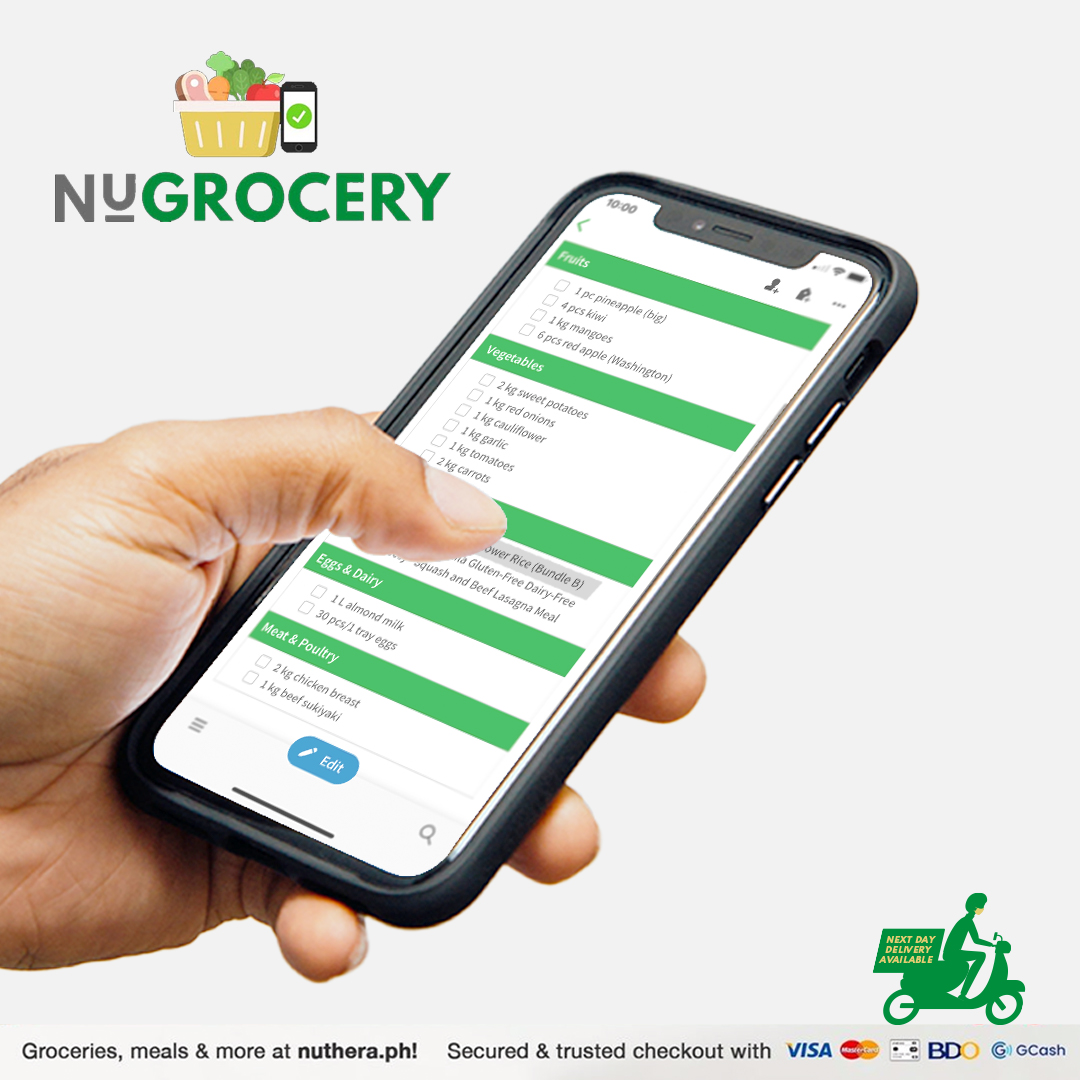 NUGROCERY
10:00
Fruits
1 pc pineapple (big)
4 pcs kiwi
1 kg mangoes
6 pcs red apple (Washington)
Vegetables
2 kg sweet potatoes
1 kg red onions
1 kg cauliflower
1 kg garlic
1 kg tomatoes
2 kg carrots
Rice (Bundle B)
Gluten-Free Dairy-Free
Squash and Beef Lasagna Meal
Eggs & Dairy
1 L almond milk
30 pcs/1 tray eggs
Meat & Poultry
2 kg chicken breast
1 kg beef sukiyaki
Edit
NEXT DAY
DELIVERY
AVAILABLE
Groceries, meals & more at nuthera.ph! Secured & trusted checkout with VISA MasterCard BDO GCash